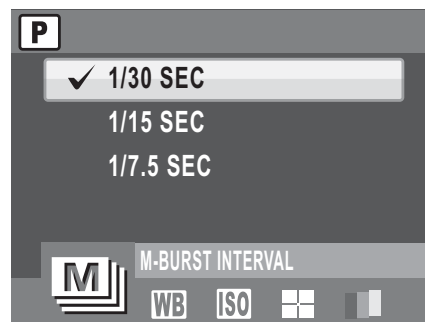 P
1/30 SEC
1/15 SEC
1/7.5 SEC
M-BURST INTERVAL
M
WB ISO